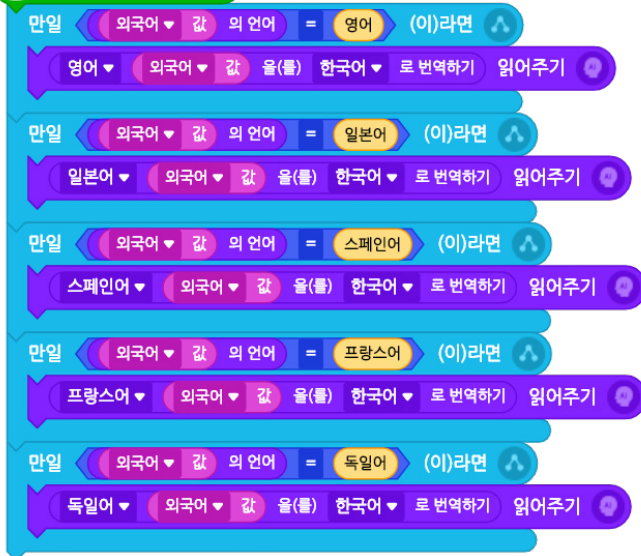 만일 외국어 값 의 언어 = 영어 (이)라면
영어 외국어 값 을(를) 한국어 로 번역하기 읽어주기 AI
만일 외국어 값 의 언어 = 일본어 (이)라면
일본어 외국어 값 을(를) 한국어 로 번역하기 읽어주기 AI
만일 외국어 값 의 언어 = 스페인어 (이)라면
스페인어 외국어 값 을(를) 한국어 로 번역하기 읽어주기 AI
만일 외국어 값 의 언어 = 프랑스어 (이)라면
프랑스어 외국어 값 을(를) 한국어 로 번역하기 읽어주기 AI
만일 외국어 값 의 언어 = 독일어 (이)라면
독일어 외국어 값 을(를) 한국어 로 번역하기 읽어주기 AI